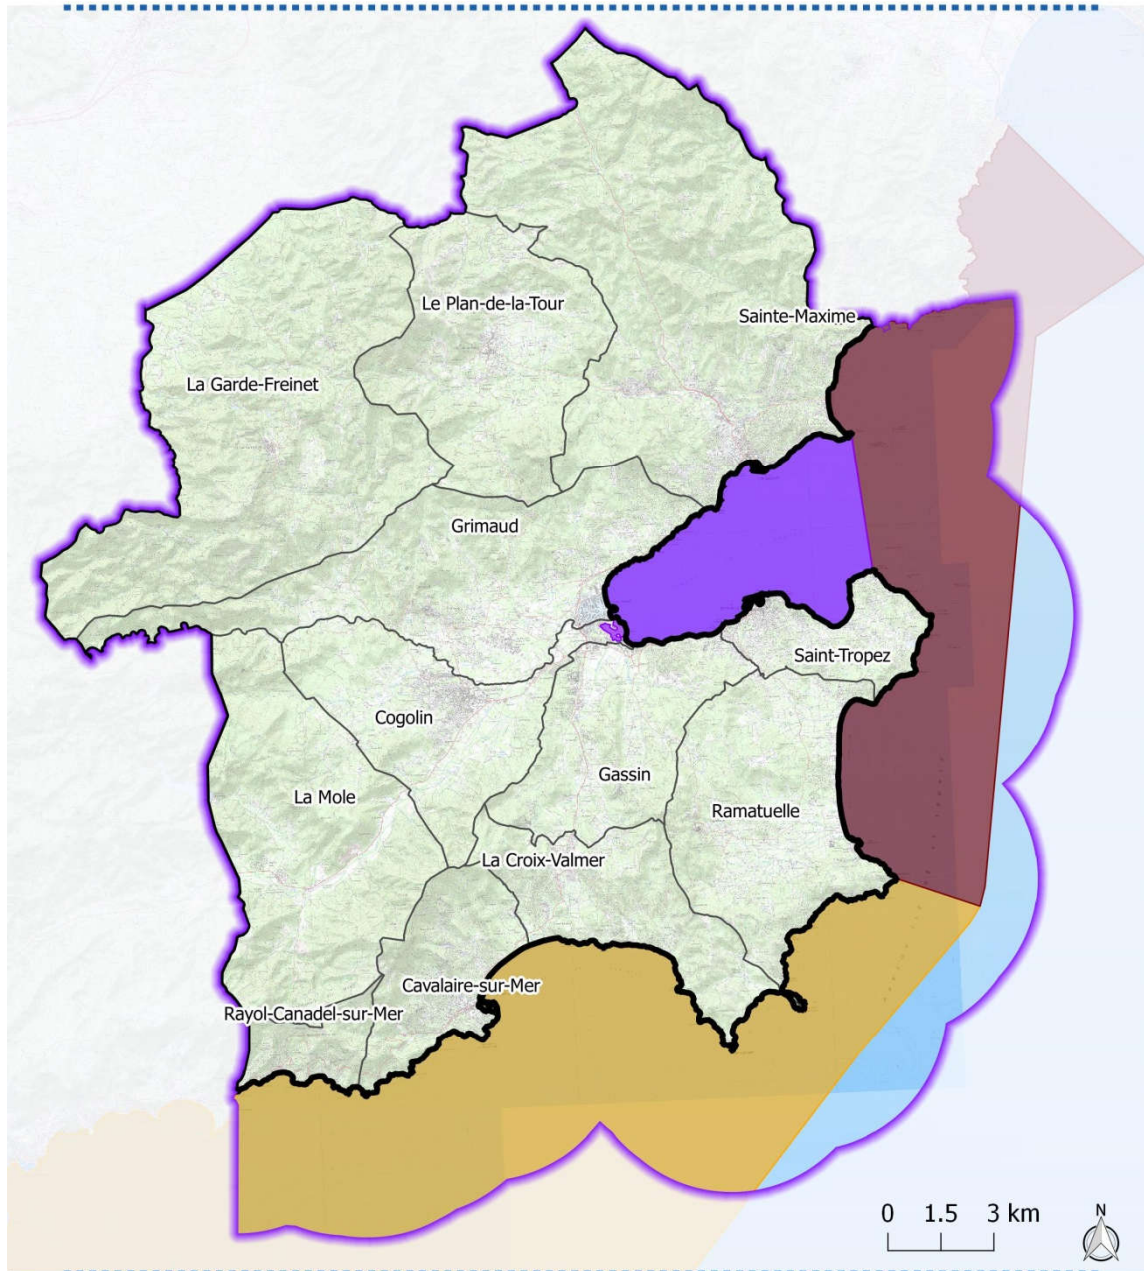 Le Plan-de-la-Tour
Sainte-Maxime
La Garde-Freinet
Grimaud
Saint-Tropez
Cogolin
Gassin
La Mole
Ramatuelle
La Croix-Valmer
Cavalaire-sur-Mer
Rayol-Canadel-sur-Mer
0 1.5 3 km
N